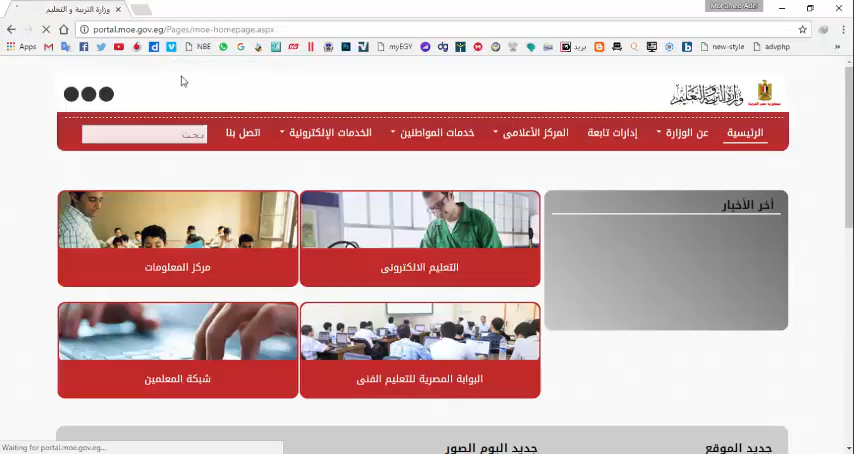 وزارة التربية و التعليم
Mohamed Adel
portal.moe.gov.eg/Pages/moe-homepage.aspx
Apps
NBE
myEGY
بريد
new-style
advphp
وزارة التربية والتعليم
الرئيسية
عن الوزارة
إدارات تابعة
المركز الأعلامى
خدمات المواطنين
الخدمات الإلكترونية
اتصل بنا
بـحـث
أخر الأخبار
التعليم الالكترونى
مركز المعلومات
البوابة المصرية للتعليم الفنى
شبكة المعلمين
جديد الموقع
جديد البوم الصور
Waiting for portal.moe.gov.eg...